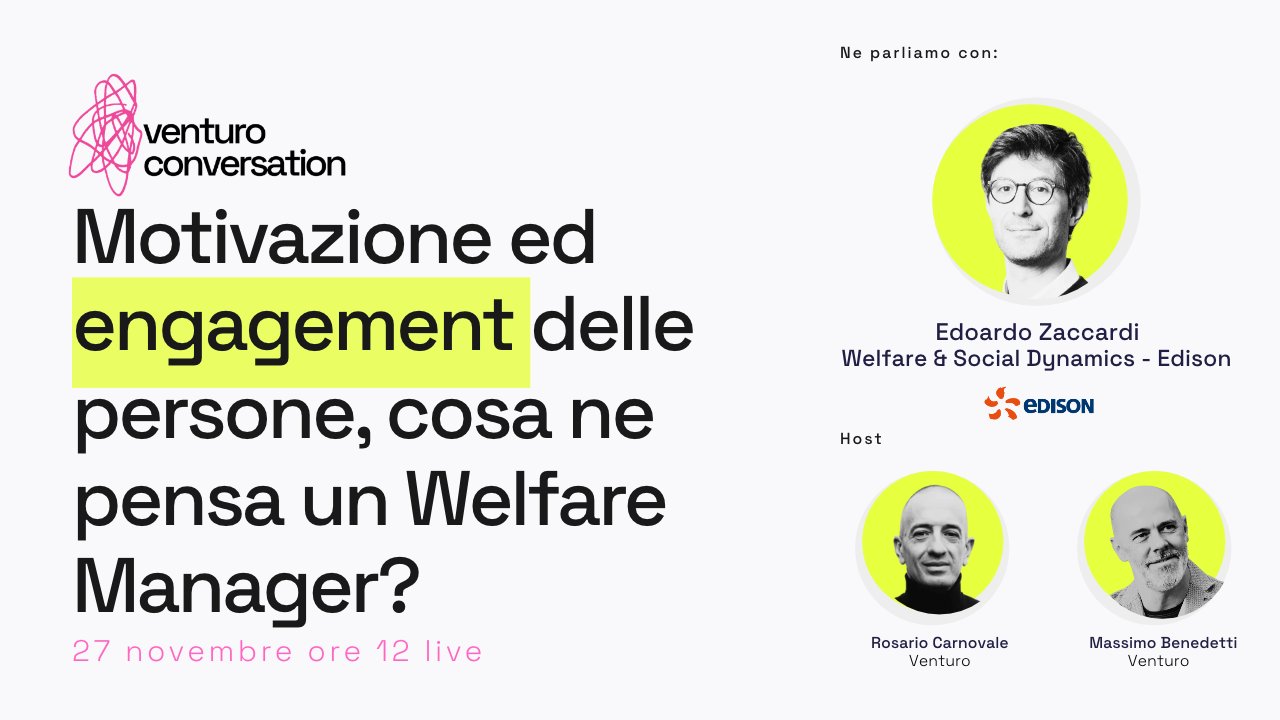 venturo
conversation
Motivazione ed
engagement delle
persone, cosa ne
pensa un Welfare
Manager?
27 novembre ore 12 live
Ne parliamo con:
Edoardo Zaccardi
Welfare & Social Dynamics - Edison
eDISON
Host
Rosario Carnovale
Venturo
Massimo Benedetti
Venturo